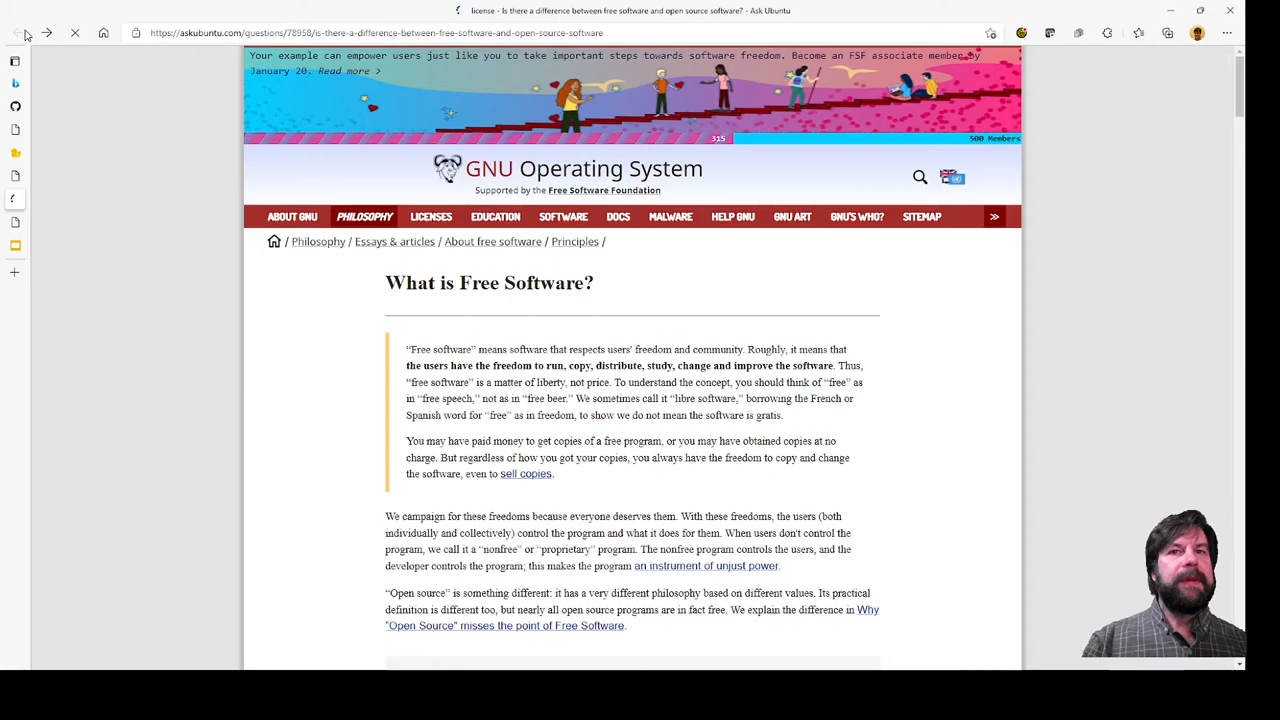 license - Is there a difference between free software and open source software? - Ask Ubuntu
https://askubuntu.com/questions/78958/is-there-a-difference-between-free-software-and-open-source-software
Your example can empower users just like you to take important steps towards software freedom. Become an FSF associate member by
January 20. Read more >
315
500 Members
GNU Operating System
Supported by the Free Software Foundation
ABOUT GNU PHILOSOPHY LICENSES EDUCATION SOFTWARE DOCS MALWARE HELP GNU GNU ART GNU'S WHO? SITEMAP »
/ Philosophy / Essays & articles / About free software / Principles /
What is Free Software?
“Free software” means software that respects users' freedom and community. Roughly, it means that
the users have the freedom to run, copy, distribute, study, change and improve the software. Thus,
“free software” is a matter of liberty, not price. To understand the concept, you should think of “free” as
in “free speech,” not as in “free beer.” We sometimes call it “libre software,” borrowing the French or
Spanish word for “free” as in freedom, to show we do not mean the software is gratis.
You may have paid money to get copies of a free program, or you may have obtained copies at no
charge. But regardless of how you got your copies, you always have the freedom to copy and change
the software, even to sell copies.
We campaign for these freedoms because everyone deserves them. With these freedoms, the users (both
individually and collectively) control the program and what it does for them. When users don't control the
program, we call it a “nonfree” or “proprietary” program. The nonfree program controls the users, and the
developer controls the program; this makes the program an instrument of unjust power.
“Open source” is something different: it has a very different philosophy based on different values. Its practical
definition is different too, but nearly all open source programs are in fact free. We explain the difference in Why
“Open Source” misses the point of Free Software.